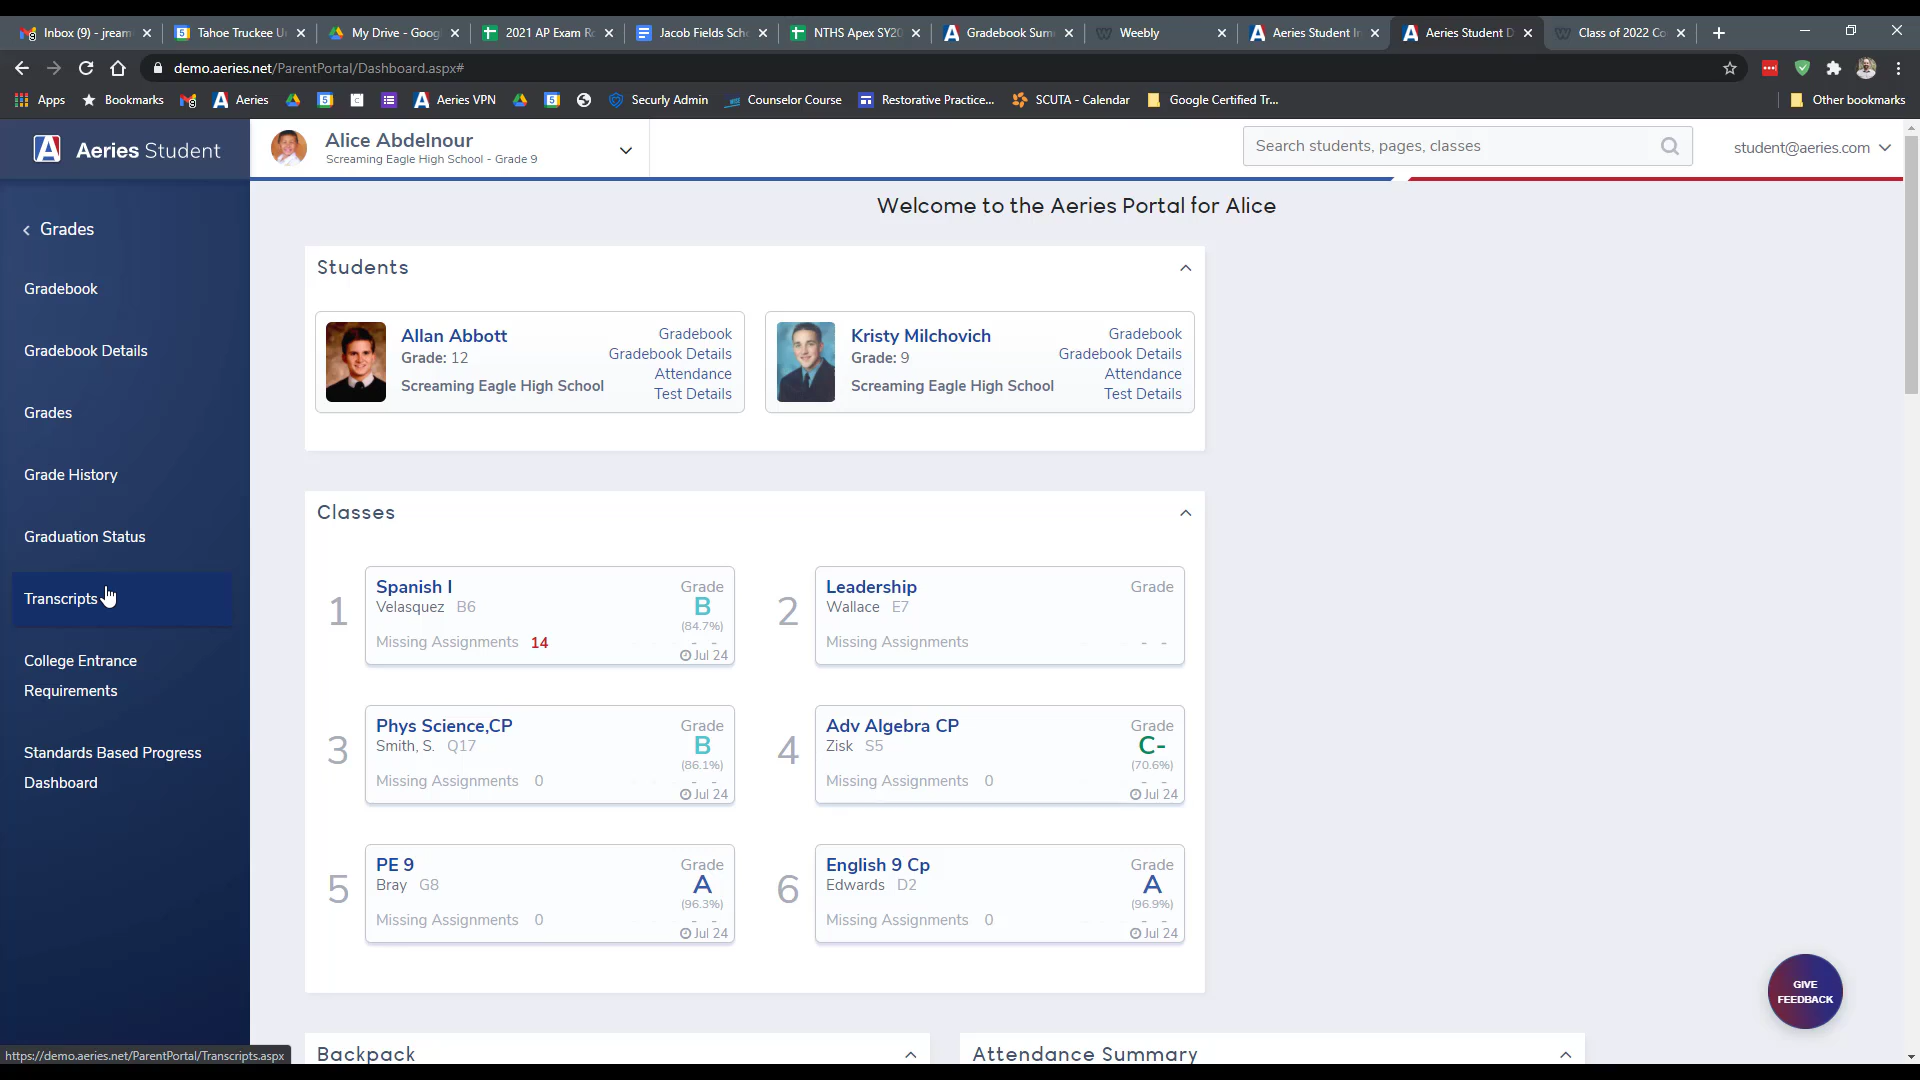 Inbox (9) - jream
Tahoe Truckee U
My Drive - Goog
2021 AP Exam R
Jacob Fields Sch
NTHS Apex SY20
Gradebook Sum
Weekly
Aeries Student In
Aeries Student D
Class of 2022 Co
demo.aeries.net/ParentPortal/Dashboard.aspx#
Apps
Bookmarks
Aeries
Aeries VPN
Securly Admin
Counselor Course
Restorative Practice...
SCUTA - Calendar
Google Certified Tr...
Other bookmarks
Aeries Student
Alice Abdelnour
Screaming Eagle High School - Grade 9
Search students, pages, classes
student@aeries.com
Grades
Gradebook
Gradebook Details
Grades
Grade History
Graduation Status
Transcripts
College Entrance
Requirements
Standards Based Progress
Dashboard
https://demo.aeries.net/ParentPortal/Transcripts.aspx
Welcome to the Aeries Portal for Alice
Students
Allan Abbott
Grade: 12
Screaming Eagle High School
Gradebook
Gradebook Details
Attendance
Test Details
Kristy Milchovich
Grade: 9
Screaming Eagle High School
Gradebook
Gradebook Details
Attendance
Test Details
Classes
1
Spanish I
Velasquez B6
Missing Assignments 14
Grade
B
(84.7%)
- -
Jul 24
2
Leadership
Wallace E7
Missing Assignments
Grade
- -
3
Phys Science,CP
Smith, S. Q17
Missing Assignments 0
Grade
B
(86.1%)
- -
Jul 24
4
Adv Algebra CP
Zisk S5
Missing Assignments 0
Grade
C-
(70.6%)
- -
Jul 24
5
PE 9
Bray G8
Missing Assignments 0
Grade
A
(96.3%)
- -
Jul 24
6
English 9 Cp
Edwards D2
Missing Assignments 0
Grade
A
(96.9%)
- -
Jul 24
GIVE
FEEDBACK
Backpack
Attendance Summary